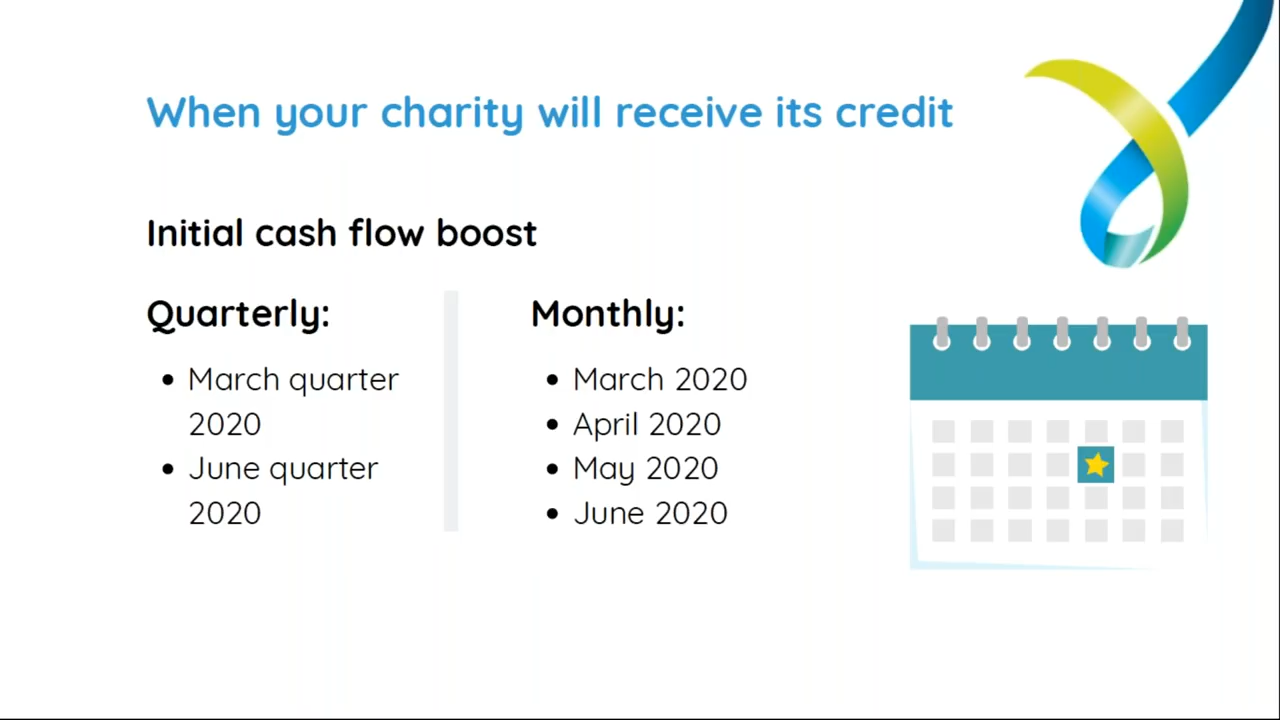 When your charity will receive its credit
Initial cash flow boost
Quarterly:
• March quarter
2020
• June quarter
2020
Monthly:
• March 2020
• April 2020
• May 2020
• June 2020